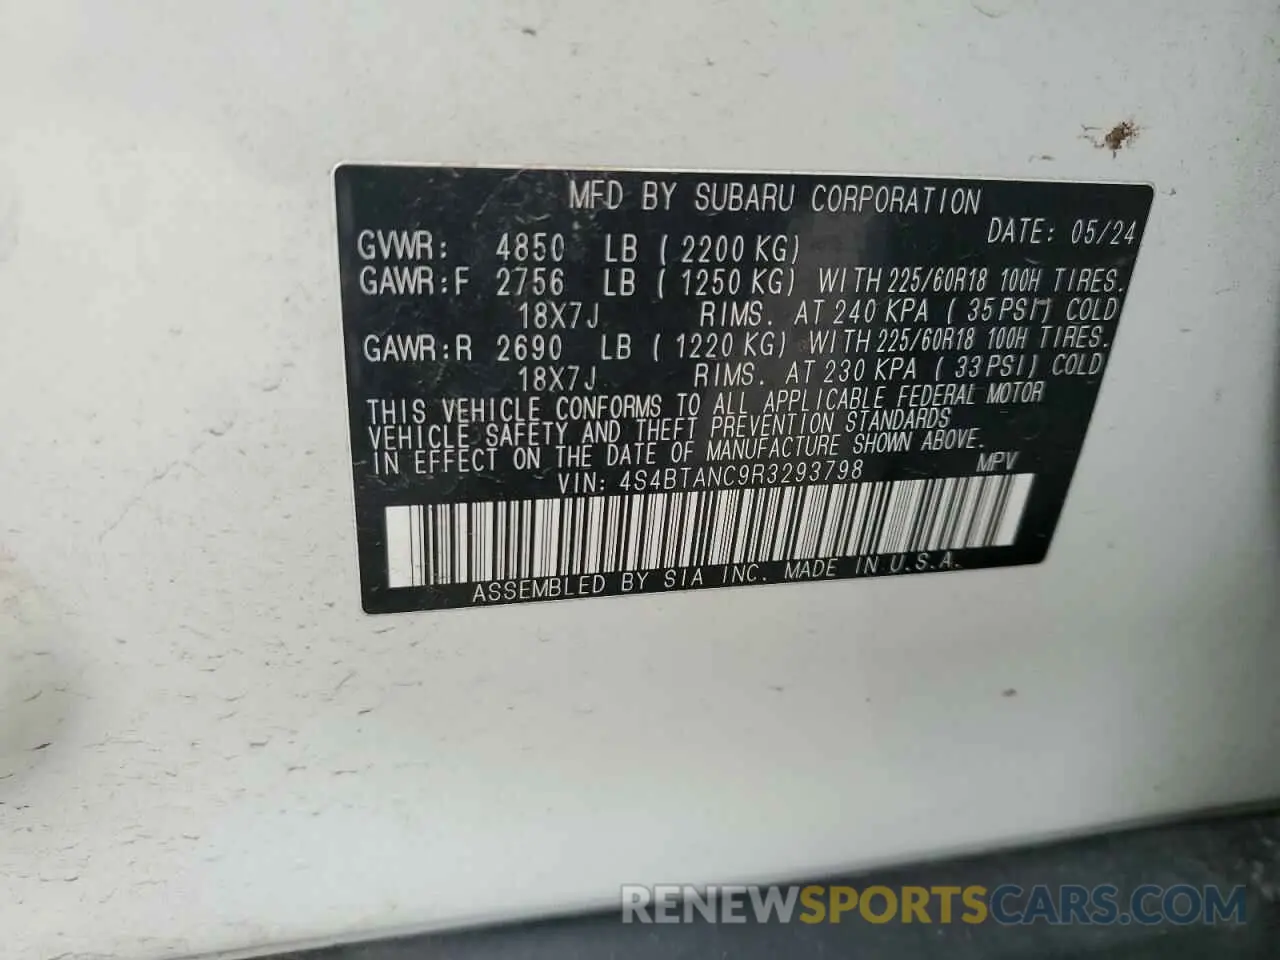 MFD BY SUBARU CORPORATION
DATE: 05/24
GVWR: 4850 LB ( 2200 KG)
GAWR:F 2756 LB ( 1250 KG) WITH 225/60R18 100H TIRES.
18X7J RIMS. AT 240 KPA ( 35 PSI) COLD
GAWR:R 2690 LB ( 1220 KG) WITH 225/60R18 100H TIRES.
18X7J RIMS. AT 230 KPA ( 33 PSI) COLD
THIS VEHICLE CONFORMS TO ALL APPLICABLE FEDERAL MOTOR
VEHICLE SAFETY AND THEFT PREVENTION STANDARDS
IN EFFECT ON THE DATE OF MANUFACTURE SHOWN ABOVE.
VIN: 4S4BTANC9R3293798 MPV
ASSEMBLED BY SIA INC. MADE IN U.S.A.
RENEWSPORTSCARS.COM